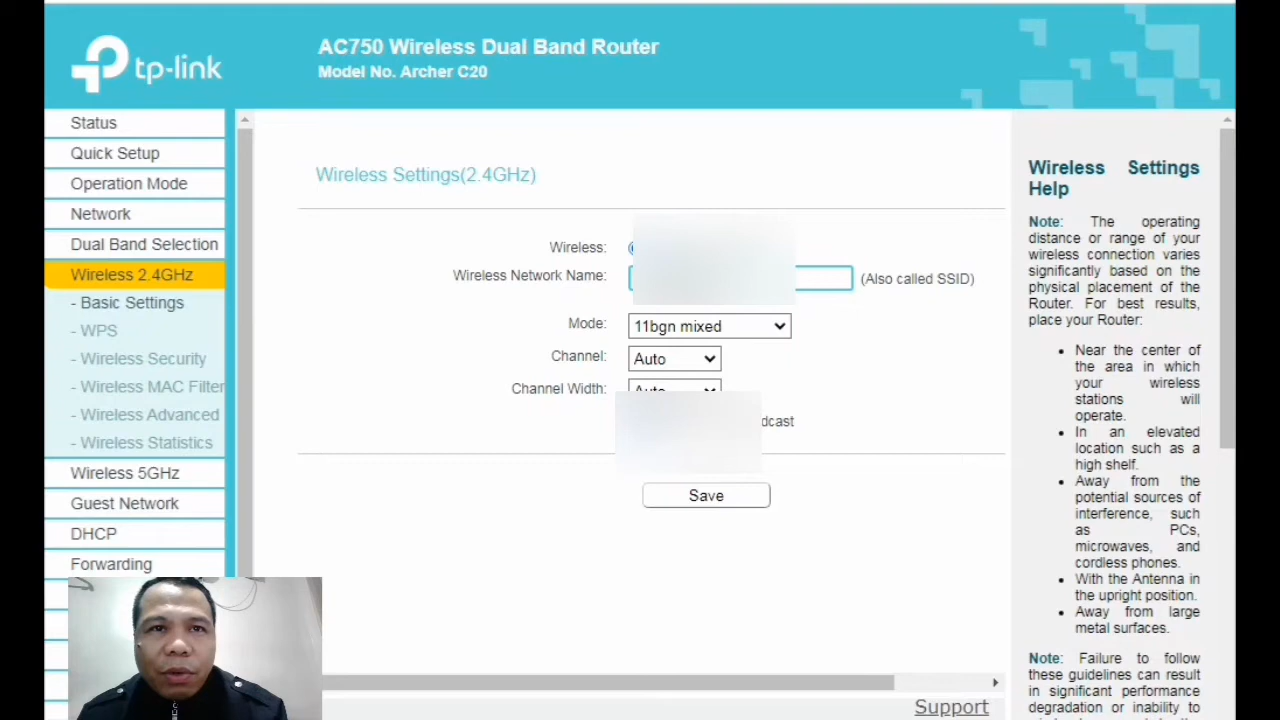 tp-link
AC750 Wireless Dual Band Router
Model No. Archer C20
Status
Quick Setup
Operation Mode
Network
Dual Band Selection
Wireless 2.4GHz
- Basic Settings
- WPS
- Wireless Security
- Wireless MAC Filter
- Wireless Advanced
- Wireless Statistics
Wireless 5GHz
Guest Network
DHCP
Forwarding
Wireless Settings(2.4GHz)
Wireless:
Wireless Network Name:
(Also called SSID)
Mode:
11bgn mixed
Channel:
Auto
Channel Width:
Auto
dcast
Save
Support
Wireless Settings
Help
Note: The operating
distance or range of your
wireless connection varies
significantly based on the
physical placement of the
Router. For best results,
place your Router:
• Near the center of
the area in which
your wireless
stations will
operate.
• In an elevated
location such as a
high shelf.
• Away from the
potential sources of
interference, such
as PCs,
microwaves, and
cordless phones.
• With the Antenna in
the upright position.
• Away from large
metal surfaces.
Note: Failure to follow
these guidelines can result
in significant performance
degradation or inability to